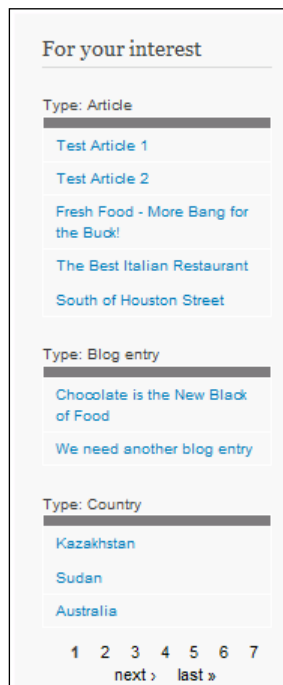 For your interest
Type: Article
Test Article 1
Test Article 2
Fresh Food - More Bang for
the Buck!
The Best Italian Restaurant
South of Houston Street
Type: Blog entry
Chocolate is the New Black
of Food
We need another blog entry
Type: Country
Kazakhstan
Sudan
Australia
1 2 3 4 5 6 7
next › last »